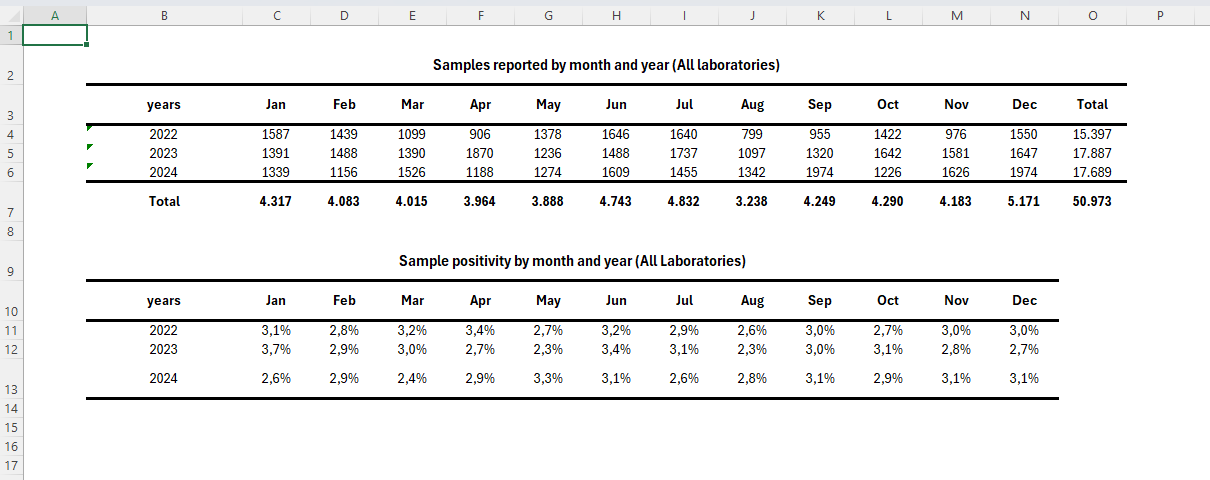 A B C D E F G H I J K L M N O P
1
2 Samples reported by month and year (All laboratories)
3 years Jan Feb Mar Apr May Jun Jul Aug Sep Oct Nov Dec Total
4 2022 1587 1439 1099 906 1378 1646 1640 799 955 1422 976 1550 15.397
5 2023 1391 1488 1390 1870 1236 1488 1737 1097 1320 1642 1581 1647 17.887
6 2024 1339 1156 1526 1188 1274 1609 1455 1342 1974 1226 1626 1974 17.689
7 Total 4.317 4.083 4.015 3.964 3.888 4.743 4.832 3.238 4.249 4.290 4.183 5.171 50.973
8
9 Sample positivity by month and year (All Laboratories)
10 years Jan Feb Mar Apr May Jun Jul Aug Sep Oct Nov Dec
11 2022 3,1% 2,8% 3,2% 3,4% 2,7% 3,2% 2,9% 2,6% 3,0% 2,7% 3,0% 3,0%
12 2023 3,7% 2,9% 3,0% 2,7% 2,3% 3,4% 3,1% 2,3% 3,0% 3,1% 2,8% 2,7%
13 2024 2,6% 2,9% 2,4% 2,9% 3,3% 3,1% 2,6% 2,8% 3,1% 2,9% 3,1% 3,1%
14
15
16
17